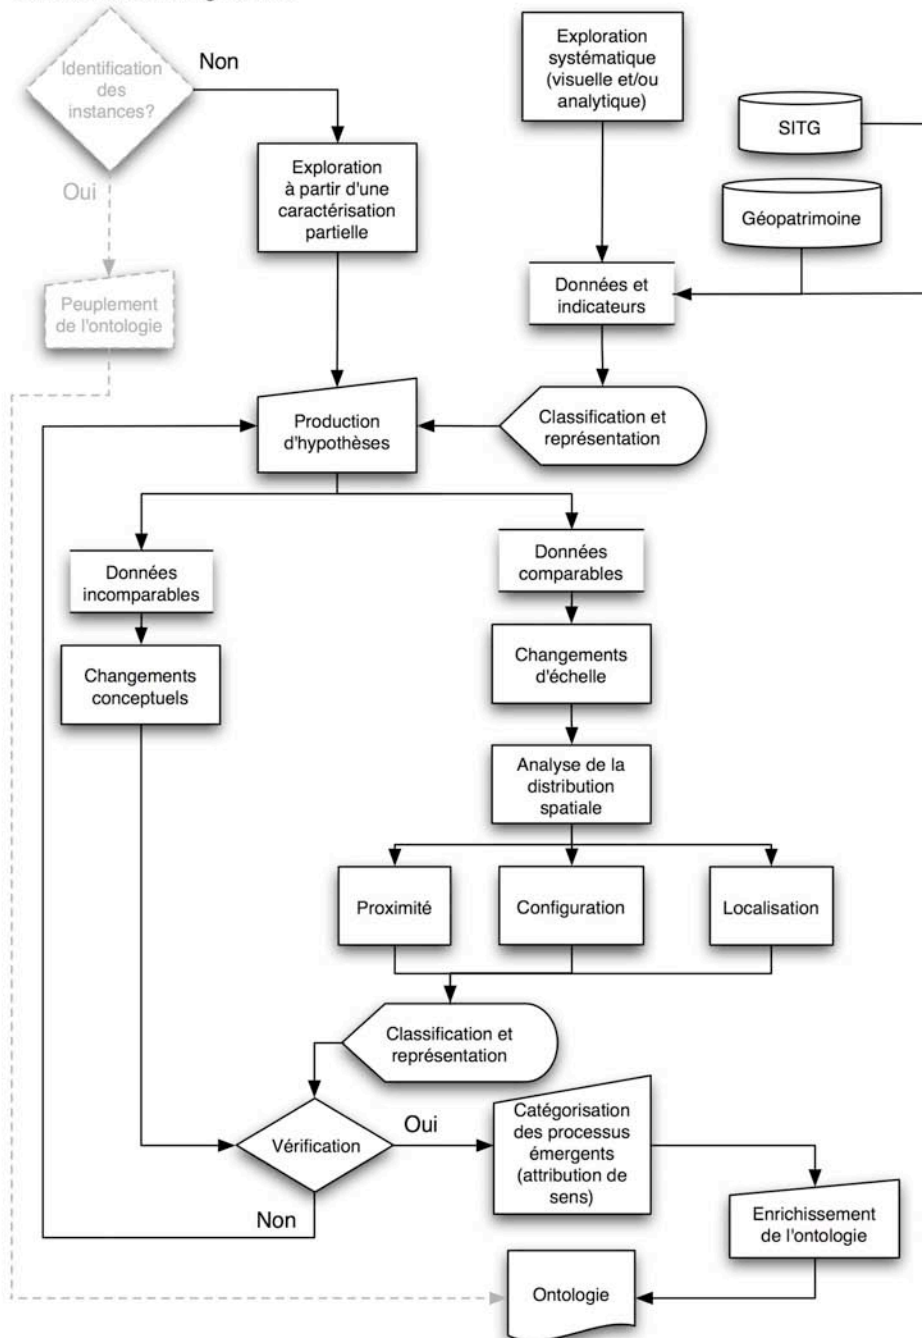 Identification
des
instances?
Non
Oui
Exploration
à partir d'une
caractérisation
partielle
Exploration
systématique
(visuelle et/ou
analytique)
SITG
Géopatrimoine
Peuplement
de l'ontologie
Données et
indicateurs
Production
d'hypothèses
Classification et
représentation
Données
incomparables
Données
comparables
Changements
conceptuels
Changements
d'échelle
Analyse de la
distribution
spatiale
Proximité
Configuration
Localisation
Classification et
représentation
Vérification
Oui
Non
Catégorisation
des processus
émergents
(attribution de
sens)
Enrichissement
de l'ontologie
Ontologie